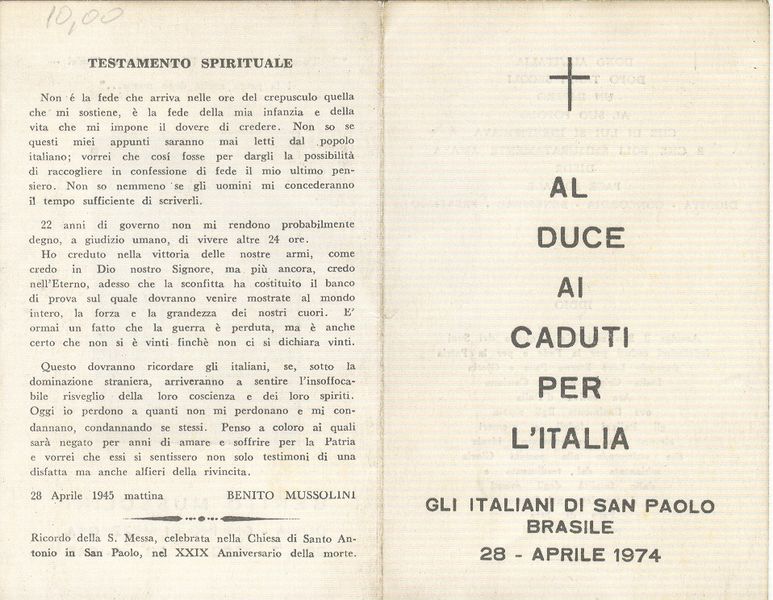 10,00
TESTAMENTO SPIRITUALE
Non é la fede che arriva nelle ore del crepusculo quella
che mi sostiene, è la fede della mia infanzia e della
vita che mi impone il dovere di credere. Non so se
questi miei appunti saranno mai letti dal popolo
italiano; vorrei che cosí fosse per dargli la possibilità
di raccogliere in confessione di fede il mio ultimo pen-
siero. Non so nemmeno se gli uomini mi concederanno
il tempo sufficiente di scriverli.
22 anni di governo non mi rendono probabilmente
degno, a giudizio umano, di vivere altre 24 ore.
Ho creduto nella vittoria delle nostre armi, come
credo in Dio nostro Signore, ma più ancora, credo
nell'Eterno, adesso che la sconfitta ha costituito il banco
di prova sul quale dovranno venire mostrate al mondo
intero, la forza e la grandezza dei nostri cuori. E'
ormai un fatto che la guerra è perduta, ma è anche
certo che non si è vinti finchè non ci si dichiara vinti.
Questo dovranno ricordare gli italiani, se, sotto la
dominazione straniera, arriveranno a sentire l'insoffoca-
bile risveglio della loro coscienza e dei loro spiriti.
Oggi io perdono a quanti non mi perdonano e mi con-
dannano, condannando se stessi. Penso a coloro ai quali
sarà negato per anni di amare e soffrire per la Patria
e vorrei che essi si sentissero non solo testimoni di una
disfatta ma anche alfieri della rivincita.
28 Aprile 1945 mattina BENITO MUSSOLINI
Ricordo della S. Messa, celebrata nella Chiesa di Santo An-
tonio in San Paolo, nel XXIX Anniversario della morte.
AL
DUCE
AI
CADUTI
PER
L'ITALIA
GLI ITALIANI DI SAN PAOLO
BRASILE
28 - APRILE 1974